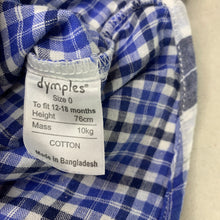 dymples®
Size 0
To fit 12-18 months
Height 76cm
Mass 10kg
COTTON
Made in Bangladesh